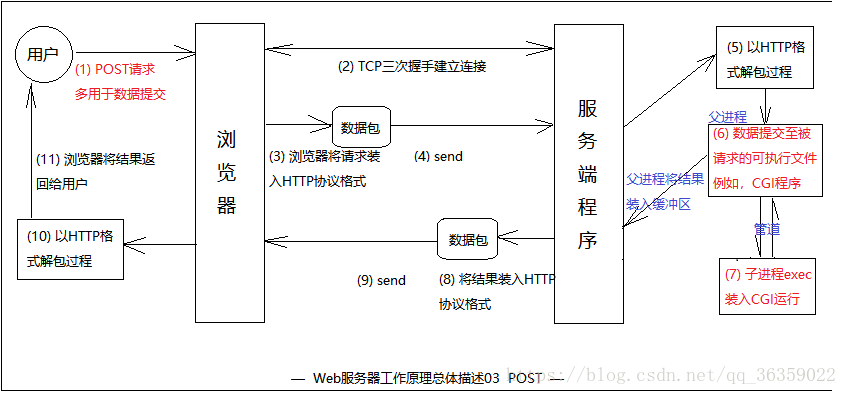 用户
(1) POST请求
多用于数据提交
浏览器
(2) TCP三次握手建立连接
数据包
(3) 浏览器将请求装
入HTTP协议格式
(4) send
服务端程序
(5) 以HTTP格
式解包过程
父进程
(6) 数据提交至被
请求的可执行文件
例如，CGI程序
父进程将结果
装入缓冲区
管道
(7) 子进程exec
装入CGI运行
数据包
(8) 将结果装入HTTP
协议格式
(9) send
(10) 以HTTP格
式解包过程
(11) 浏览器将结果返
回给用户
— Web服务器工作原理总体描述03 POST —
https://blog.csdn.net/qq_36359022